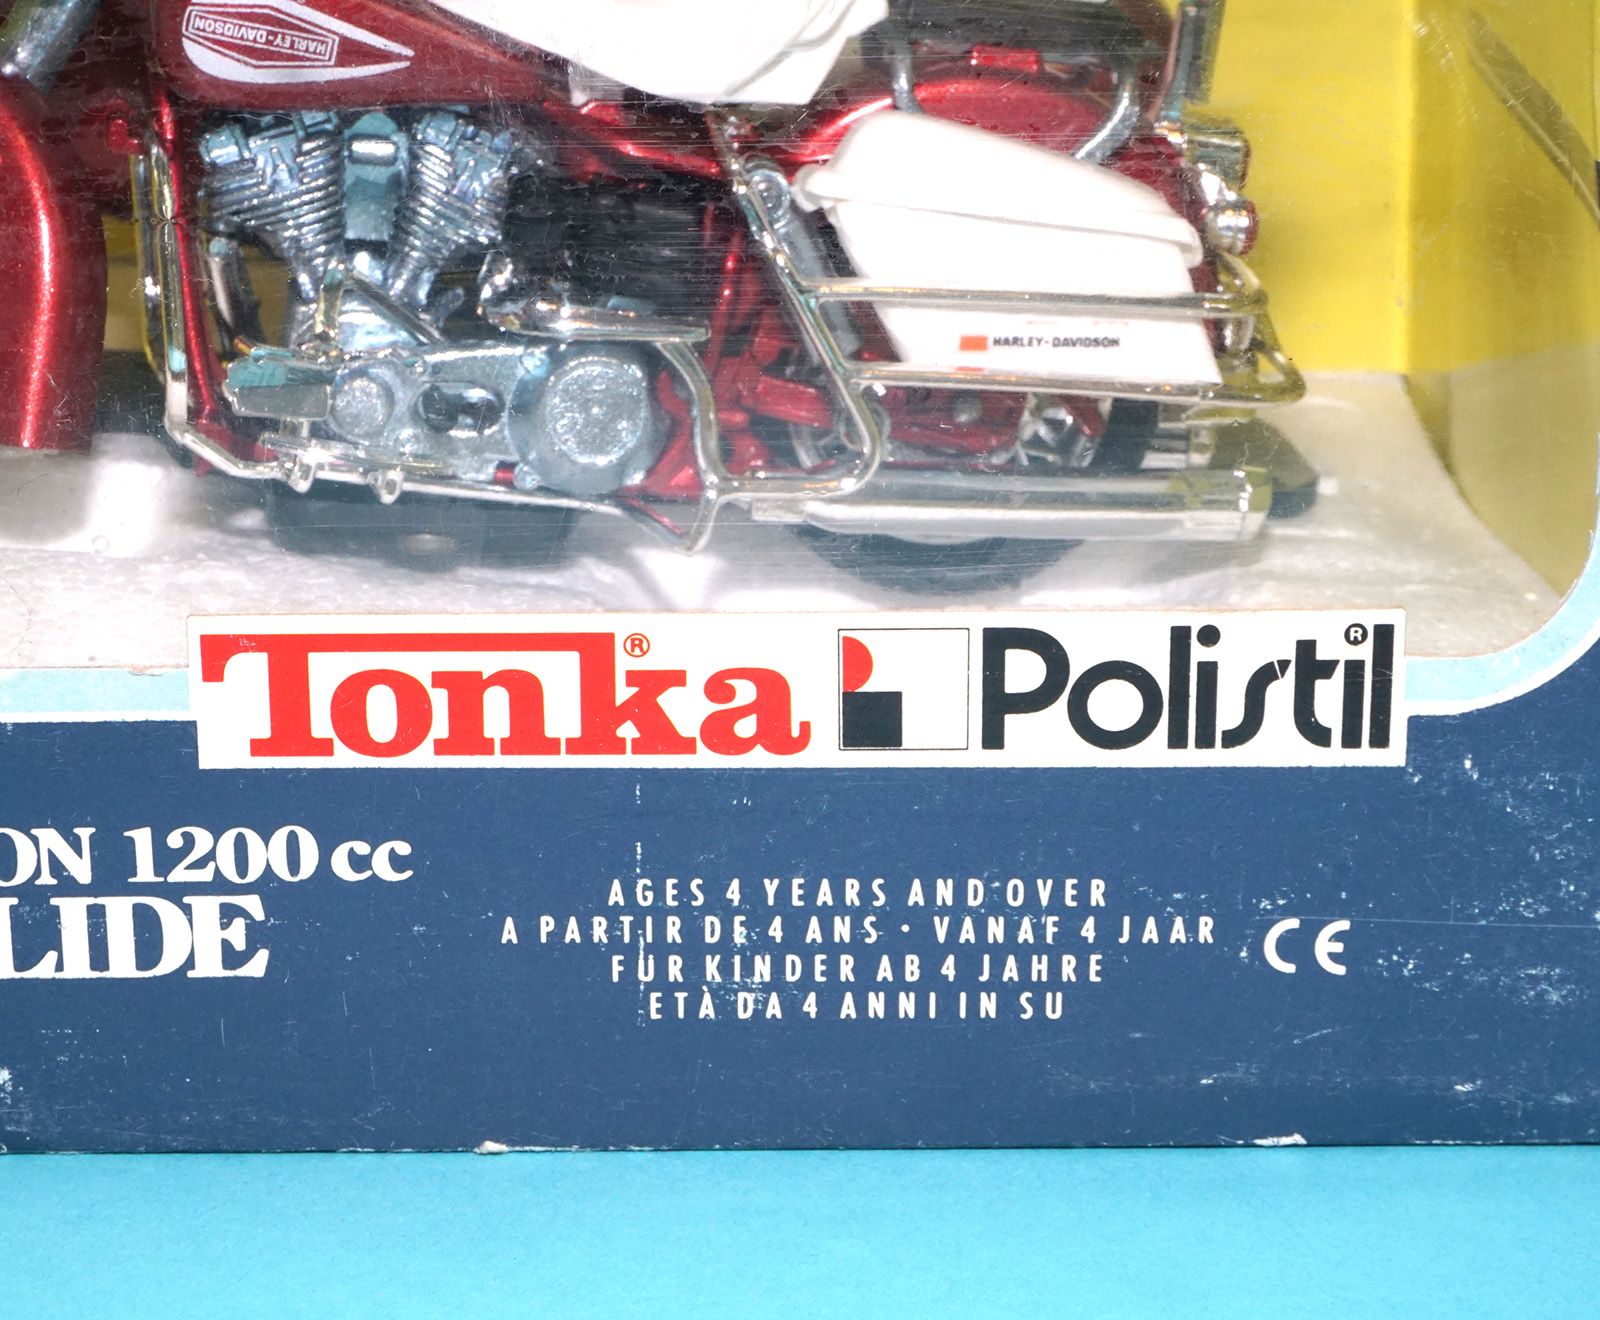 HARLEY-DAVIDSON
HARLEY-DAVIDSON
Tonka® Polistil®
ON 1200 cc
LIDE
AGES 4 YEARS AND OVER
A PARTIR DE 4 ANS · VANAF 4 JAAR
FÜR KINDER AB 4 JAHRE
ETÀ DA 4 ANNI IN SU
CE